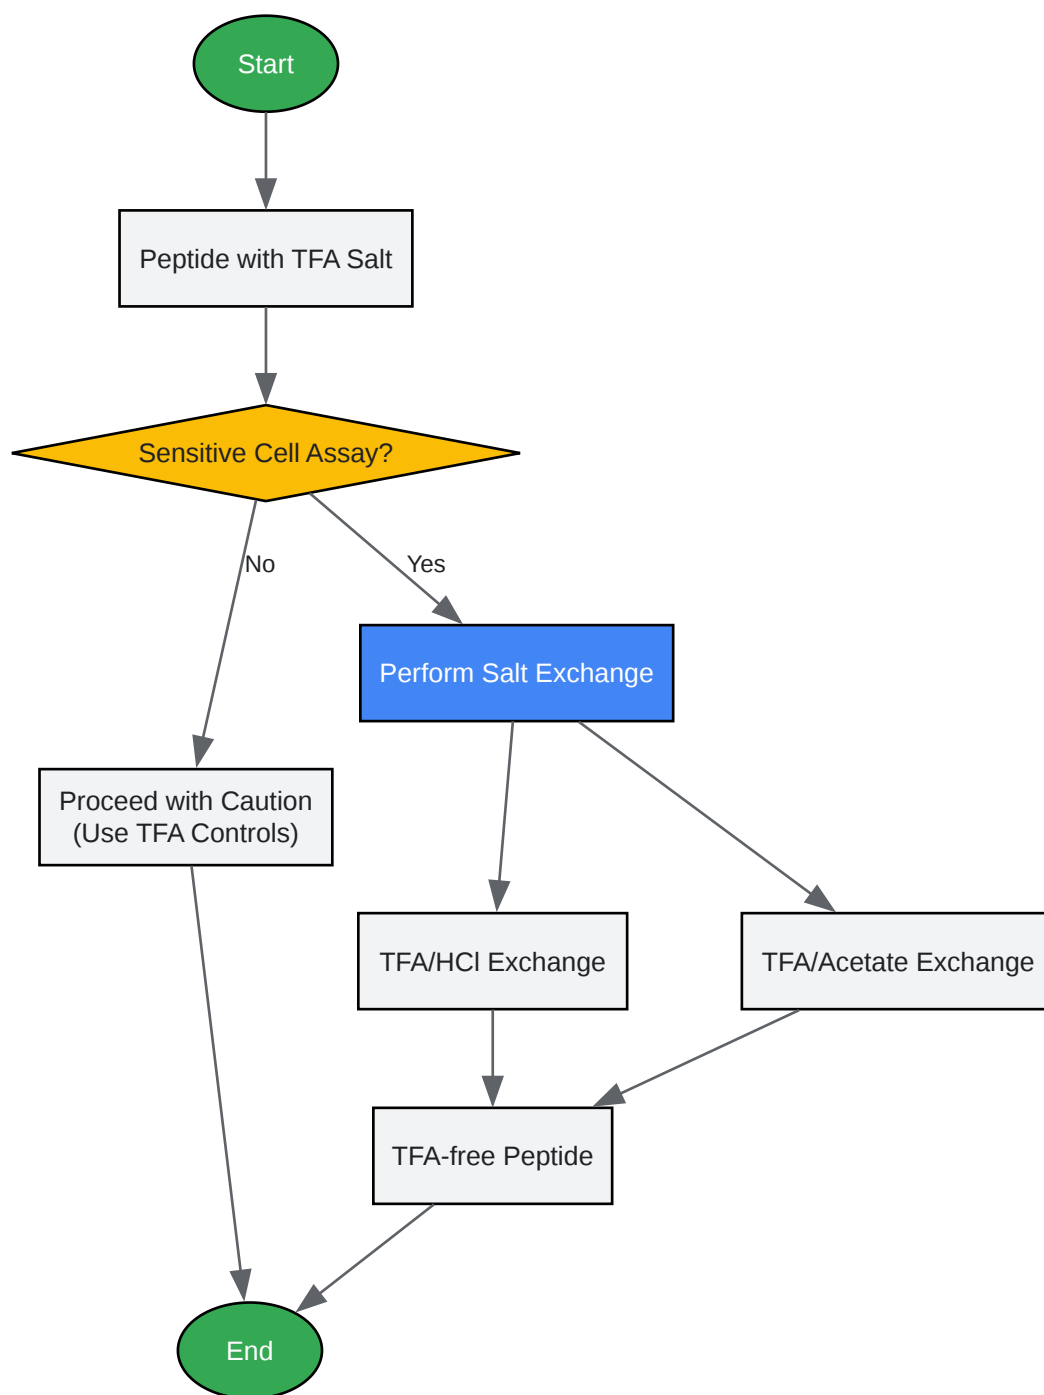 Start
Peptide with TFA Salt
Sensitive Cell Assay?
No
Yes
Perform Salt Exchange
Proceed with Caution
(Use TFA Controls)
TFA/HCl Exchange
TFA/Acetate Exchange
TFA-free Peptide
End